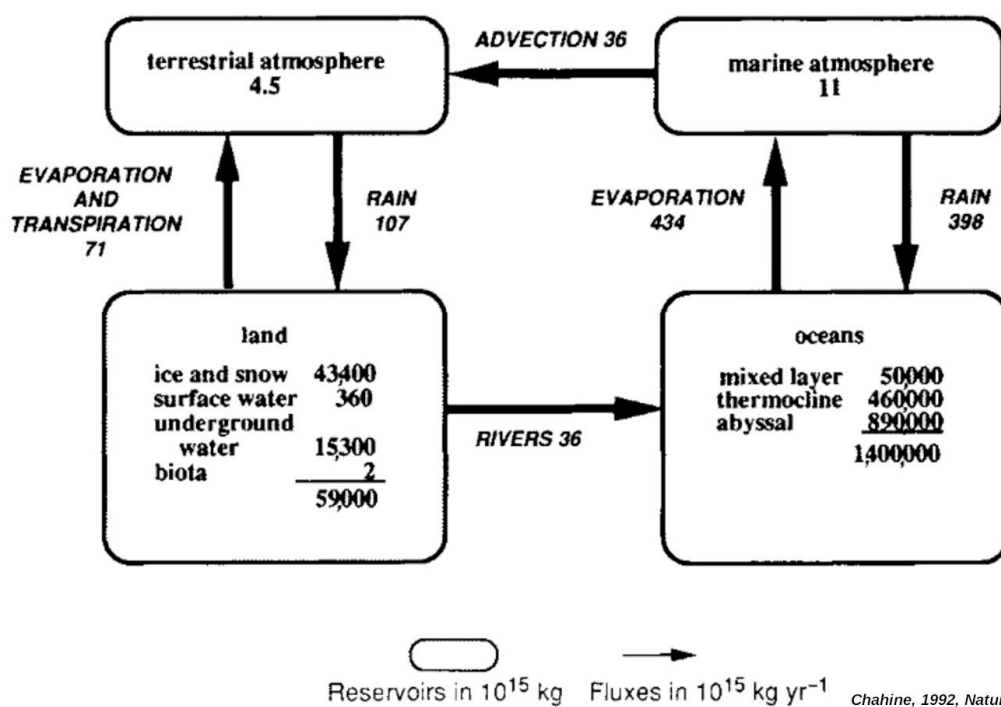 ADVECTION 36
terrestrial atmosphere
4.5
marine atmosphere
11
EVAPORATION
AND
TRANSPIRATION
71
RAIN
107
EVAPORATION
434
RAIN
398
land
ice and snow 43,400
surface water 360
underground
water 15,300
biota 2
59,000
RIVERS 36
oceans
mixed layer 50,000
thermocline 460,000
abyssal 890,000
1,400,000
Reservoirs in 10¹⁵ kg
Fluxes in 10¹⁵ kg yr⁻¹
Chahine, 1992, Natur